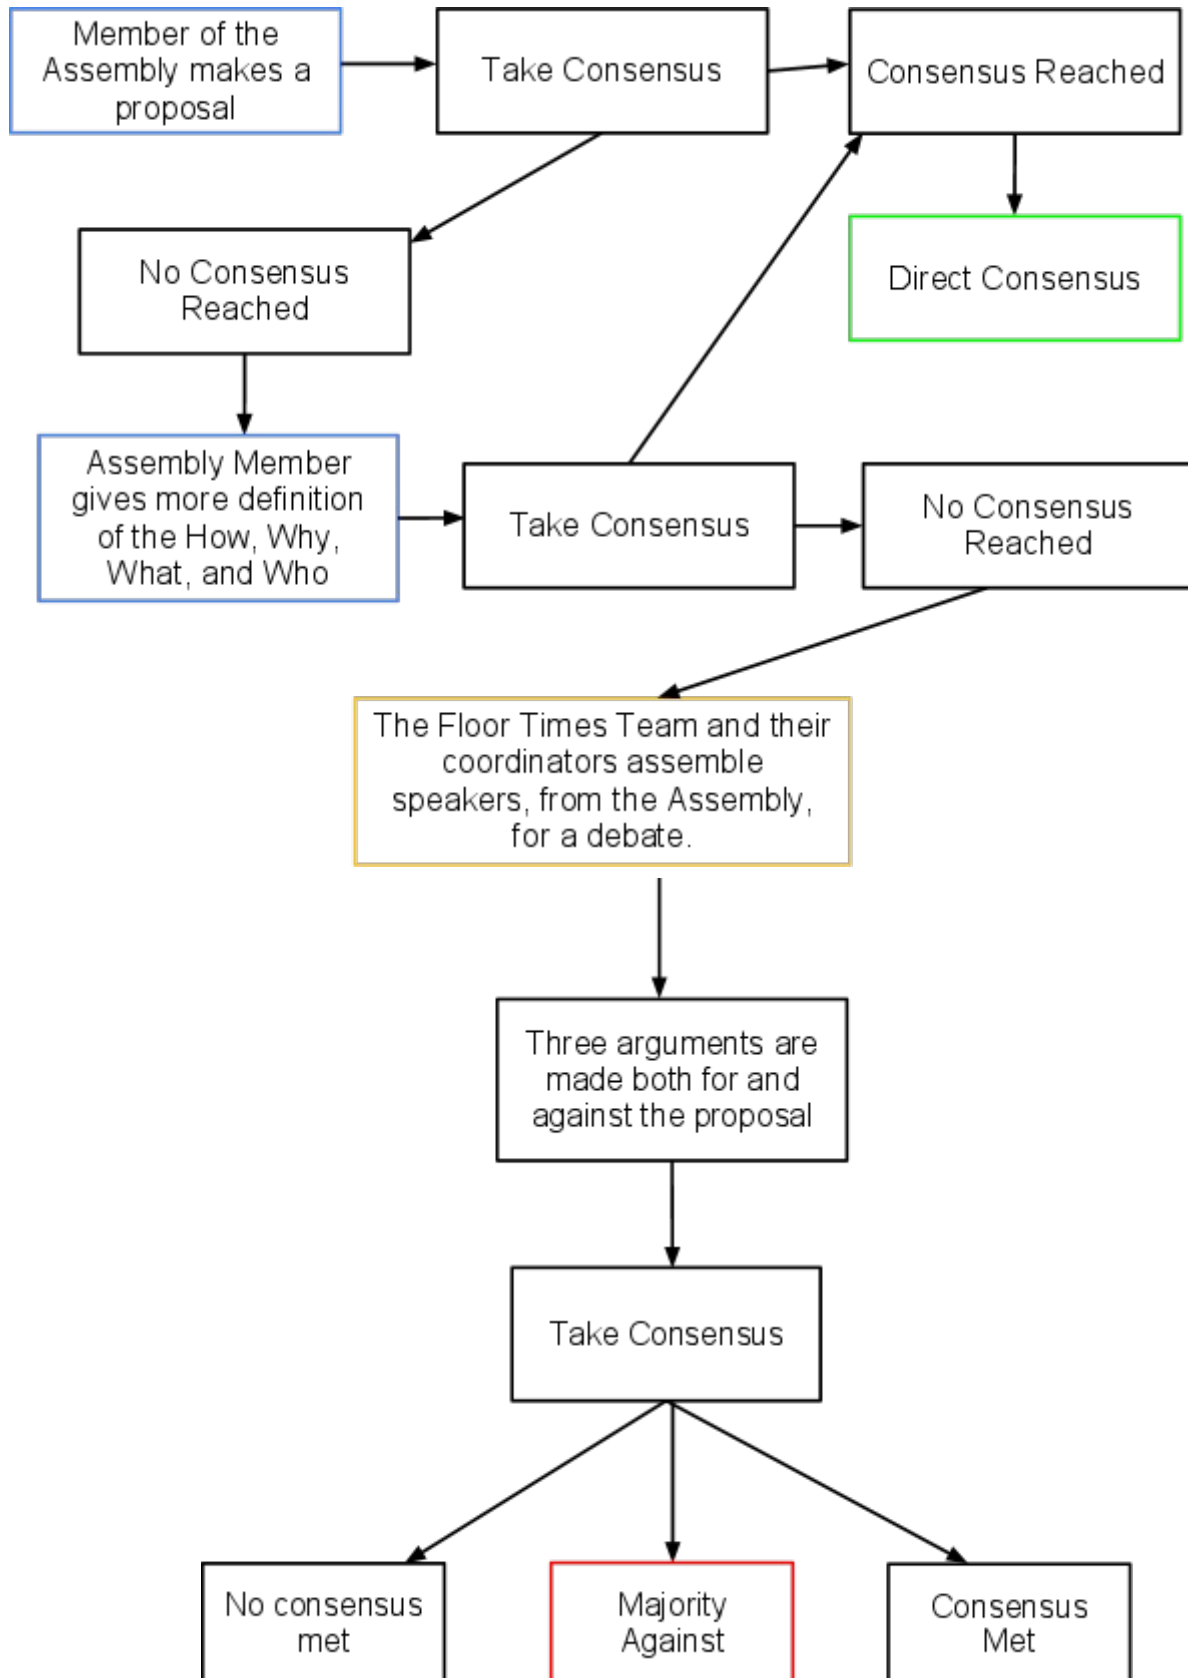 Member of the
Assembly makes a
proposal
Take Consensus
Consensus Reached
No Consensus
Reached
Direct Consensus
Assembly Member
gives more definition
of the How, Why,
What, and Who
Take Consensus
No Consensus
Reached
The Floor Times Team and their
coordinators assemble
speakers, from the Assembly,
for a debate.
Three arguments are
made both for and
against the proposal
Take Consensus
No consensus
met
Majority
Against
Consensus
Met